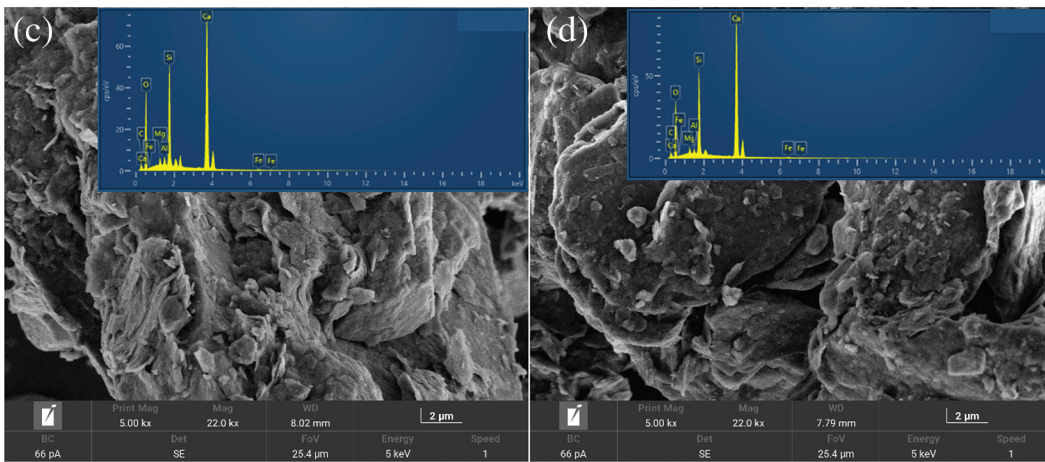 (c)
cps/eV
60
40
20
0
Ca
Si
O
C
Mg
Fe
Al
Ca
Fe
Fe
0 2 4 6 8 10 12 14 16 18 keV
Print Mag Mag WD
5.00 kx 22.0 kx 8.02 mm 2 µm
BC Det FoV Energy Speed
66 pA SE 25.4 µm 5 keV 1
(d)
cps/eV
50
0
Ca
Si
O
Fe
Al
C
Mg
Ca
Fe
Fe
0 2 4 6 8 10 12 14 16 18
Print Mag Mag WD
5.00 kx 22.0 kx 7.79 mm 2 µm
BC Det FoV Energy Speed
66 pA SE 25.4 µm 5 keV 1